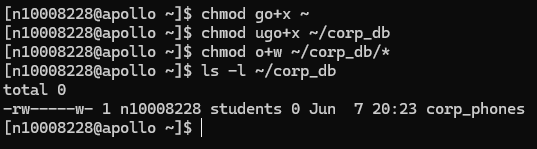 [n10008228@apollo ~]$ chmod go+x ~
[n10008228@apollo ~]$ chmod ugo+x ~/corp_db
[n10008228@apollo ~]$ chmod o+w ~/corp_db/*
[n10008228@apollo ~]$ ls -l ~/corp_db
total 0
-rw-----w- 1 n10008228 students 0 Jun  7 20:23 corp_phones
[n10008228@apollo ~]$